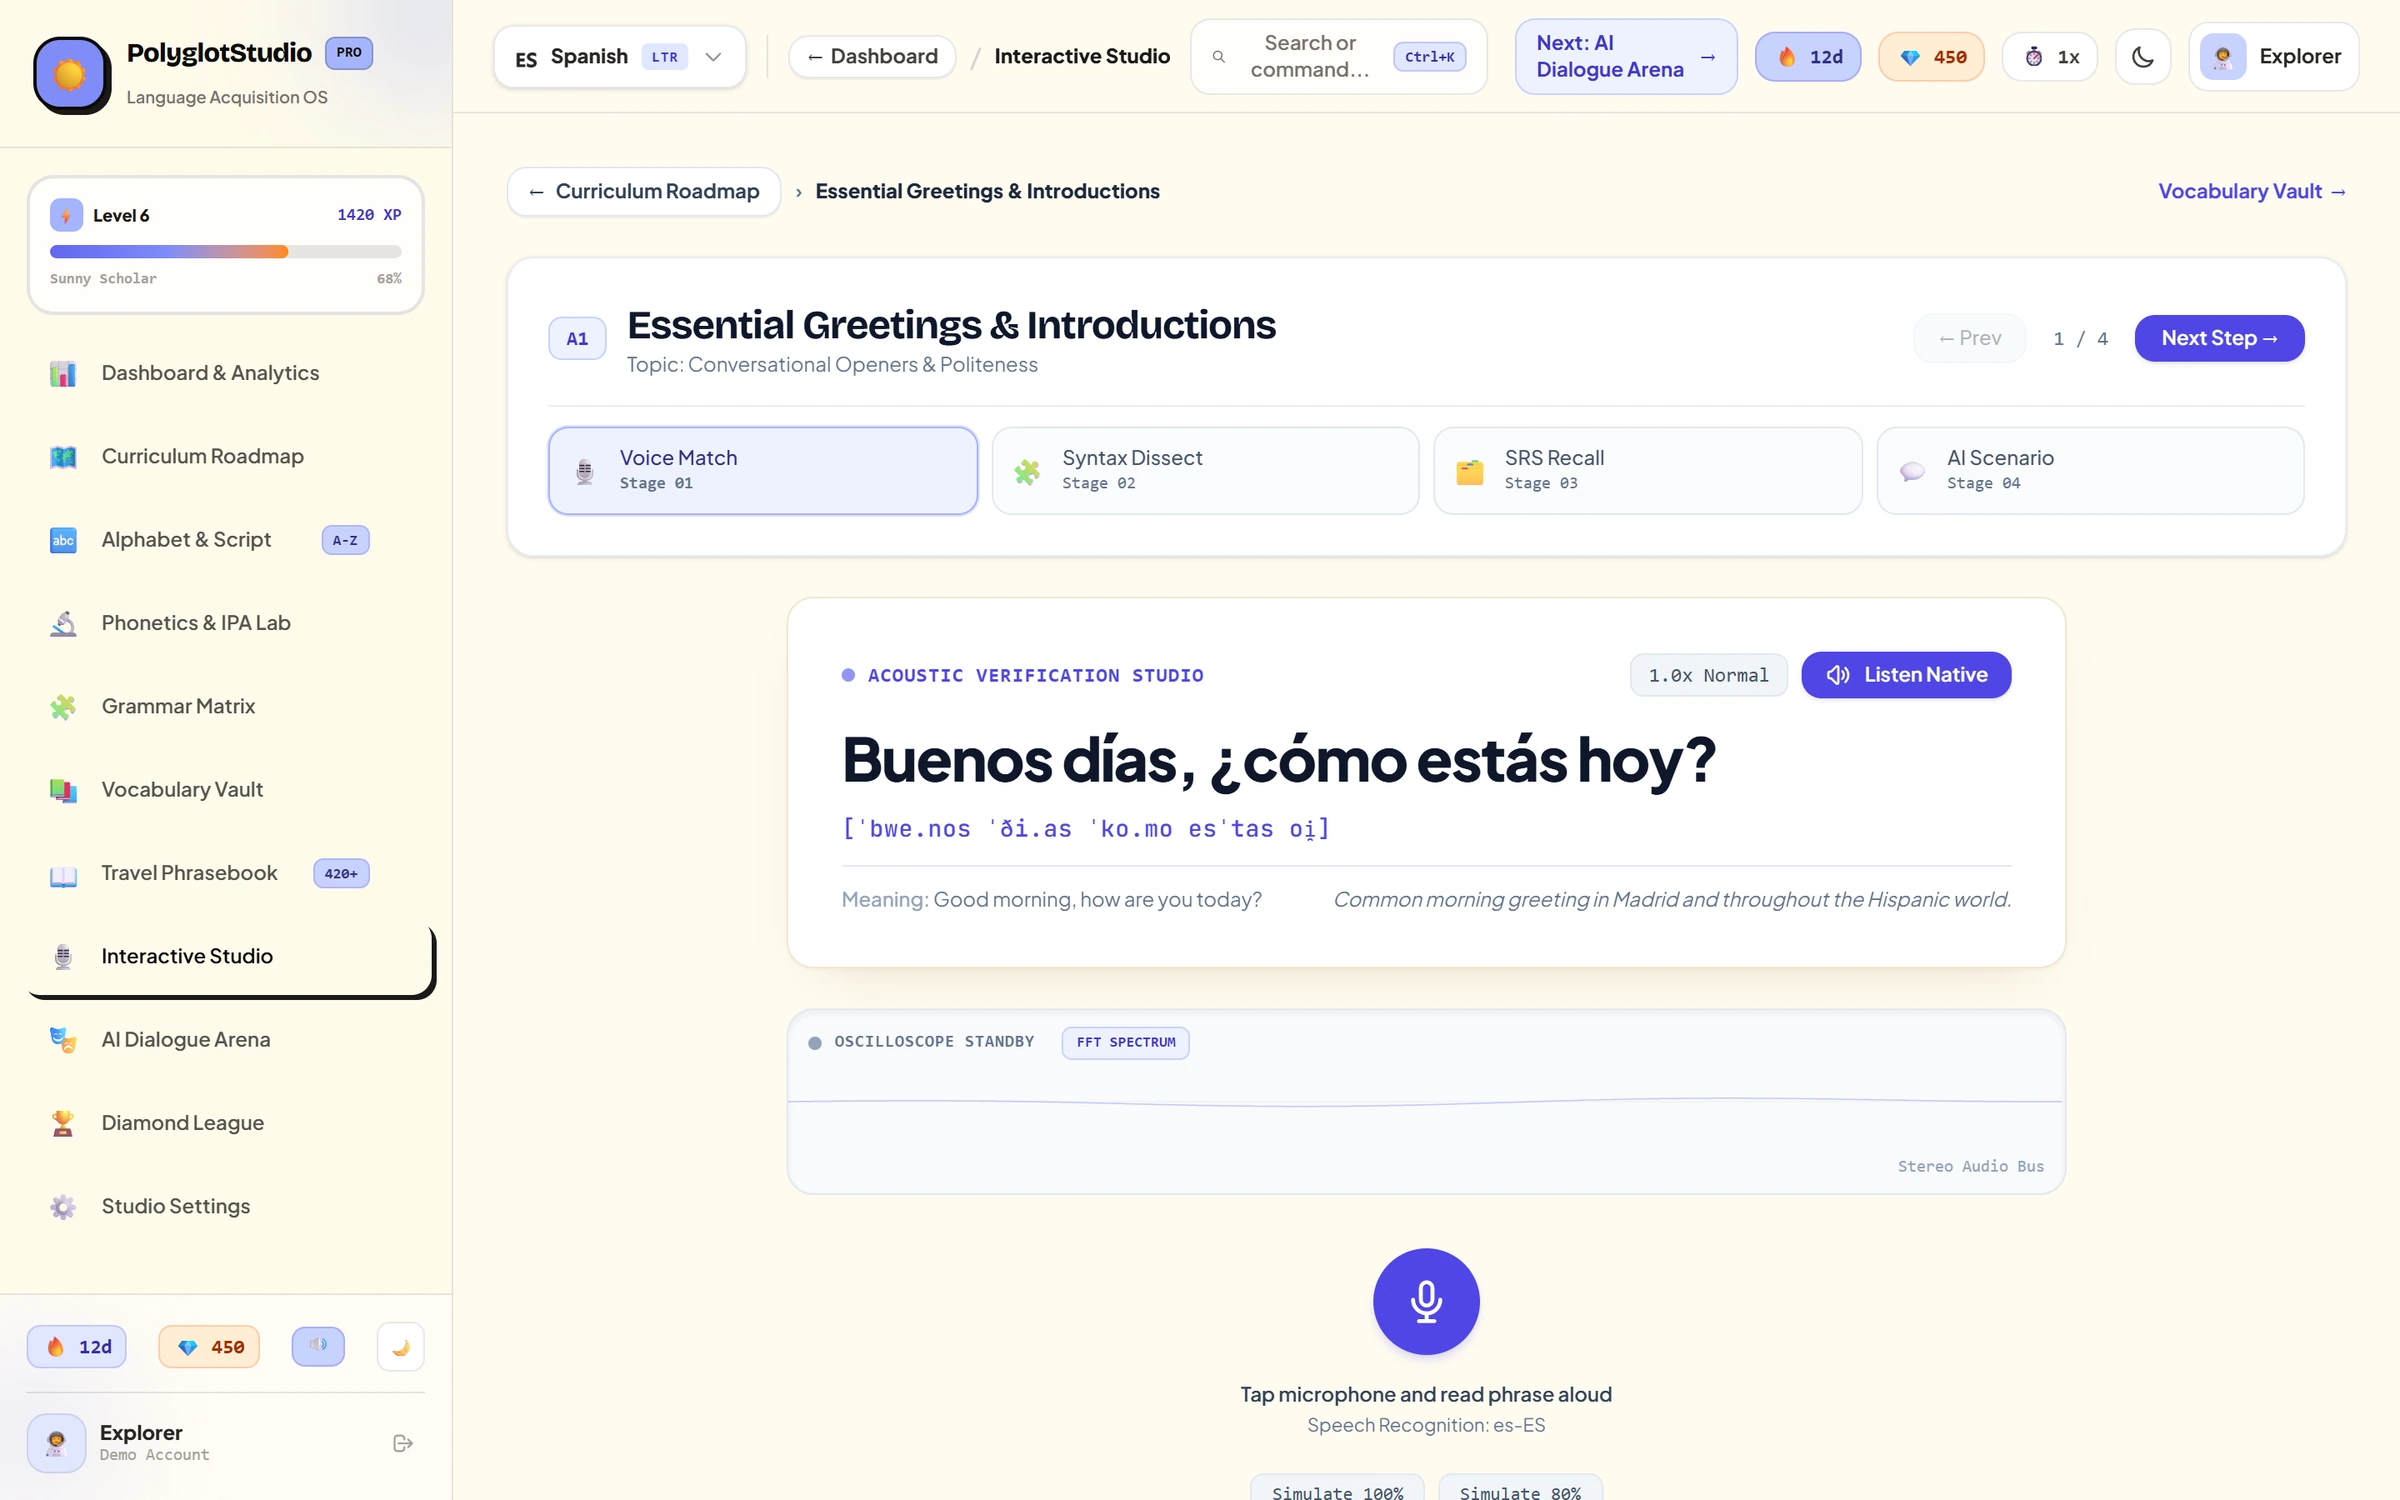 PolyglotStudio PRO
Language Acquisition OS
Level 6 1420 XP
Sunny Scholar 68%
Dashboard & Analytics
Curriculum Roadmap
abc Alphabet & Script A-Z
Phonetics & IPA Lab
Grammar Matrix
Vocabulary Vault
Travel Phrasebook 420+
Interactive Studio
AI Dialogue Arena
Diamond League
Studio Settings
12d 450
Explorer
Demo Account
ES Spanish LTR
← Dashboard / Interactive Studio
Search or
command... Ctrl+K
Next: AI
Dialogue Arena →
12d 450 1x Explorer
← Curriculum Roadmap › Essential Greetings & Introductions Vocabulary Vault →
A1 Essential Greetings & Introductions
Topic: Conversational Openers & Politeness
← Prev 1 / 4 Next Step →
Voice Match
Stage 01
Syntax Dissect
Stage 02
SRS Recall
Stage 03
AI Scenario
Stage 04
ACOUSTIC VERIFICATION STUDIO 1.0x Normal Listen Native
Buenos días, ¿cómo estás hoy?
[ˈbwe.nos ˈði.as ˈko.mo esˈtas oi̯]
Meaning: Good morning, how are you today? Common morning greeting in Madrid and throughout the Hispanic world.
OSCILLOSCOPE STANDBY FFT SPECTRUM
Stereo Audio Bus
Tap microphone and read phrase aloud
Speech Recognition: es-ES
Simulate 100% Simulate 80%